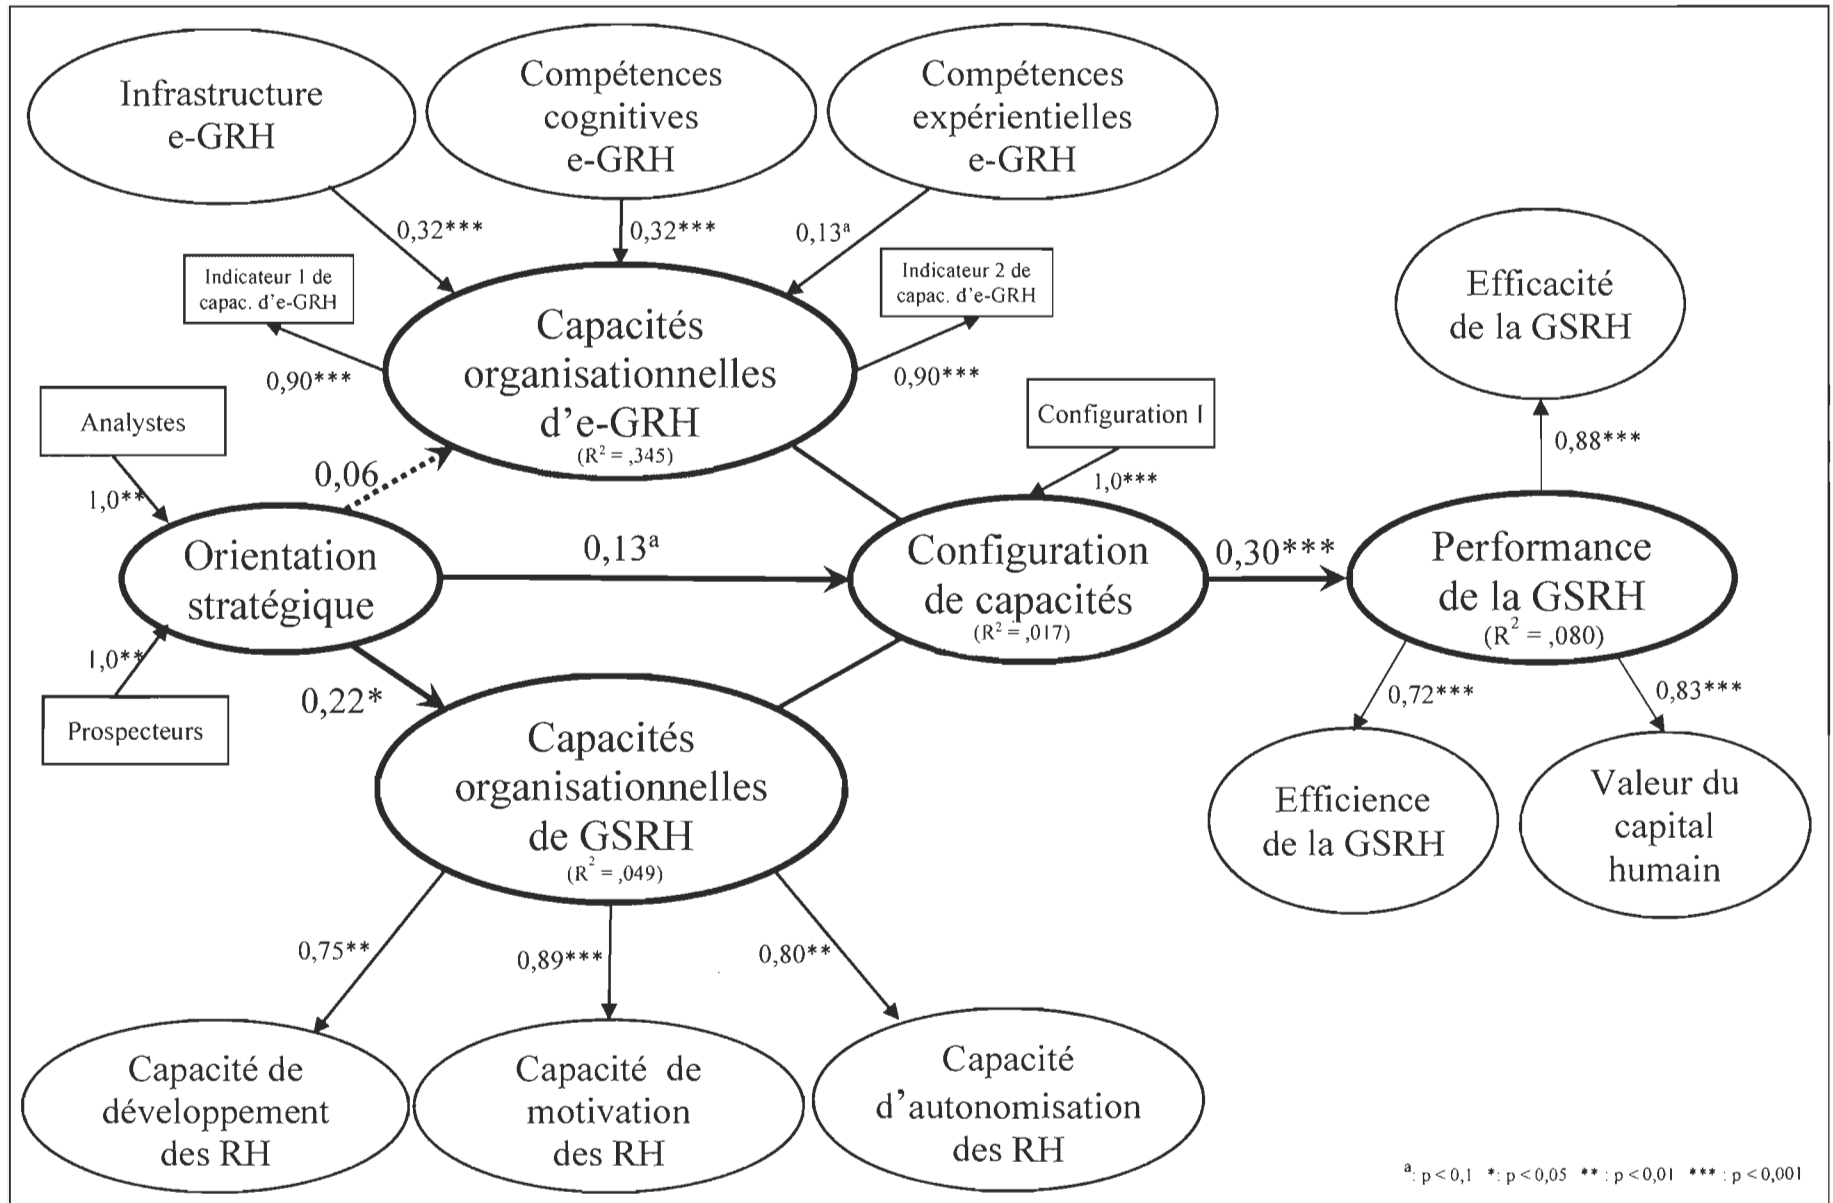 Infrastructure
e-GRH
Compétences
cognitives
e-GRH
Compétences
expérientielles
e-GRH
0,32***
0,32***
0,13ª
Indicateur 1 de
capac. d'e-GRH
Indicateur 2 de
capac. d'e-GRH
Capacités
organisationnelles
d'e-GRH
(R² = ,345)
0,90***
0,90***
Efficacité
de la GSRH
0,88***
Analystes
1,0**
0,06
Configuration I
1,0***
Orientation
stratégique
0,13ª
Configuration
de capacités
(R² = ,017)
0,30***
Performance
de la GSRH
(R² = ,080)
1,0**
Prospecteurs
0,22*
0,72***
0,83***
Capacités
organisationnelles
de GSRH
(R² = ,049)
Efficience
de la GSRH
Valeur du
capital
humain
0,75**
0,89***
0,80**
Capacité de
développement
des RH
Capacité de
motivation
des RH
Capacité
d'autonomisation
des RH
ª: p < 0,1 *: p < 0,05 ** : p < 0,01 *** : p < 0,001